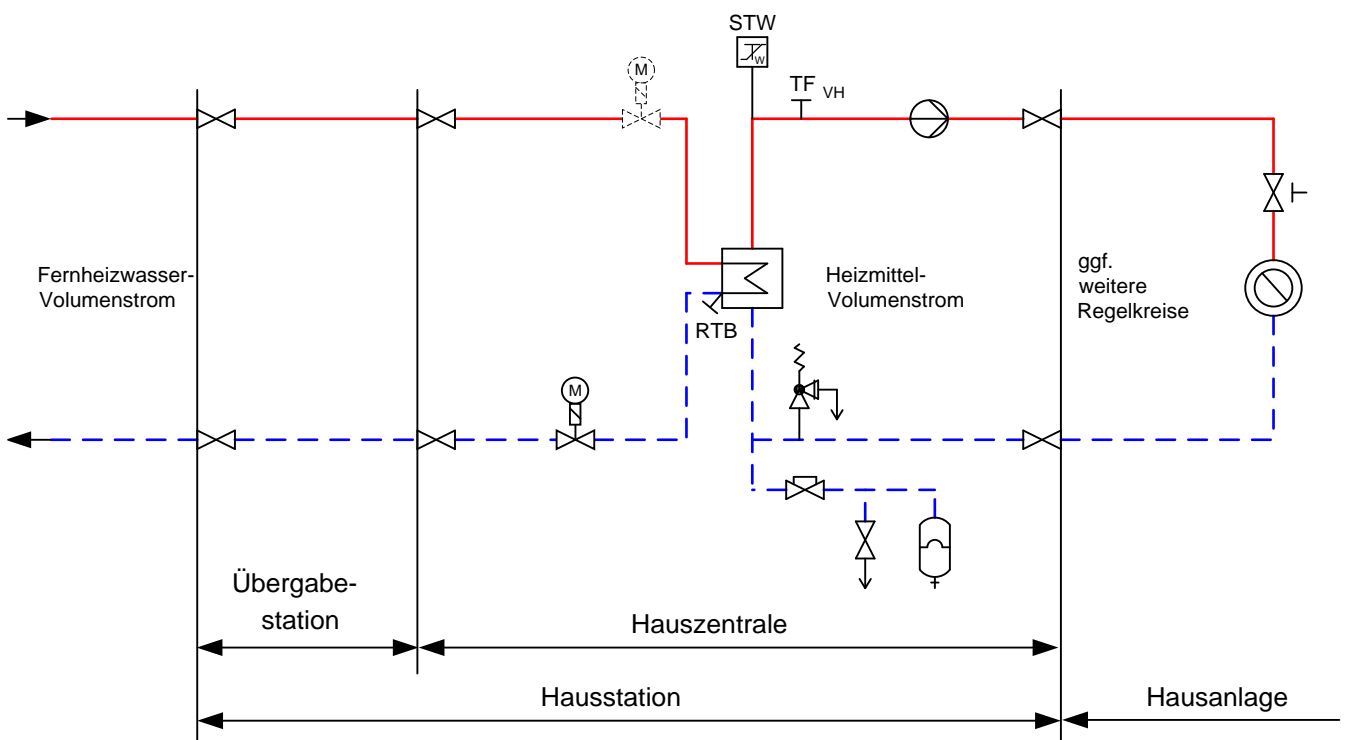 STW
W
M
TF VH
Fernheizwasser-
Volumenstrom
Heizmittel-
Volumenstrom
ggf.
weitere
Regelkreise
RTB
M
Übergabe-
station
Hauszentrale
Hausstation
Hausanlage